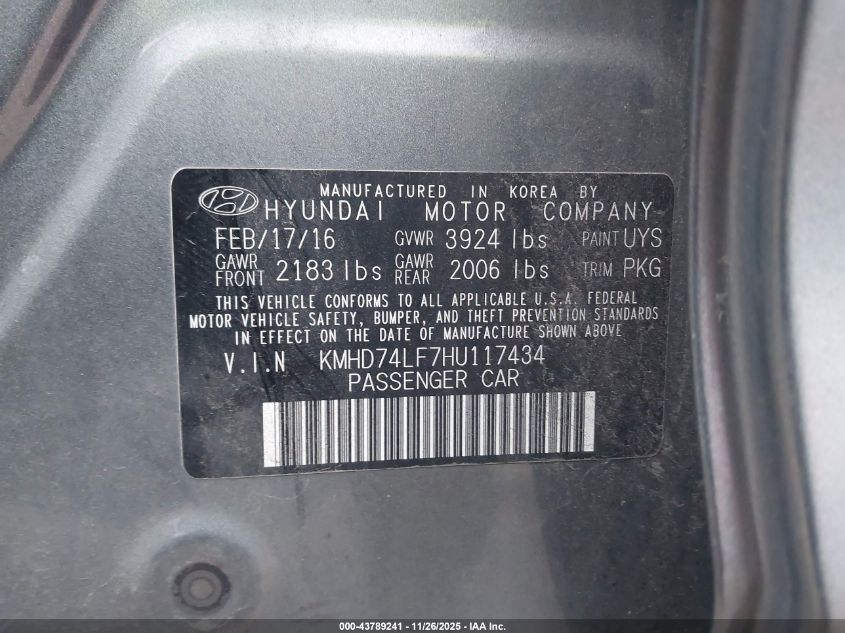 MANUFACTURED IN KOREA BY
HYUNDAI MOTOR COMPANY
FEB/17/16 GVWR 3924 lbs PAINT UYS
GAWR FRONT 2183 lbs GAWR REAR 2006 lbs TRIM PKG
THIS VEHICLE CONFORMS TO ALL APPLICABLE U.S.A. FEDERAL
MOTOR VEHICLE SAFETY, BUMPER, AND THEFT PREVENTION STANDARDS
IN EFFECT ON THE DATE OF MANUFACTURE SHOWN ABOVE
V.I.N KMHD74LF7HU117434
PASSENGER CAR
000-43789241 - 11/26/2025 - IAA Inc.